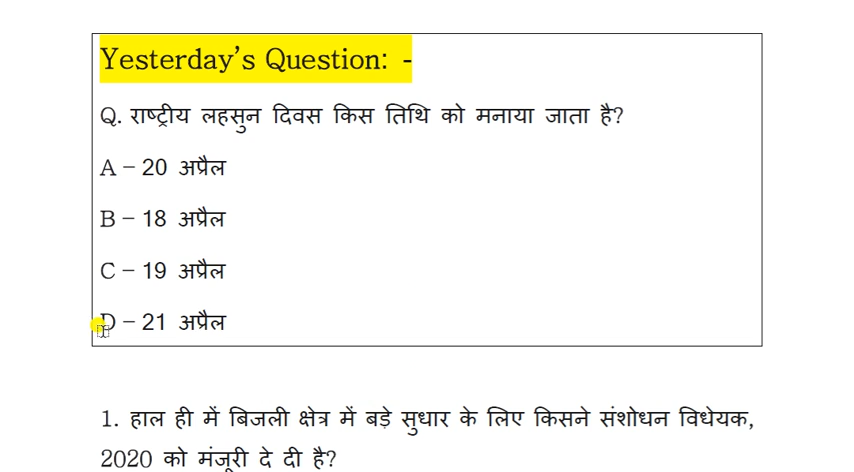 Yesterday’s Question: -
Q. राष्ट्रीय लहसुन दिवस किस तिथि को मनाया जाता है?
A – 20 अप्रैल
B – 18 अप्रैल
C – 19 अप्रैल
D – 21 अप्रैल
1. हाल ही में बिजली क्षेत्र में बड़े सुधार के लिए किसने संशोधन विधेयक,
2020 को मंजूरी दे दी है?